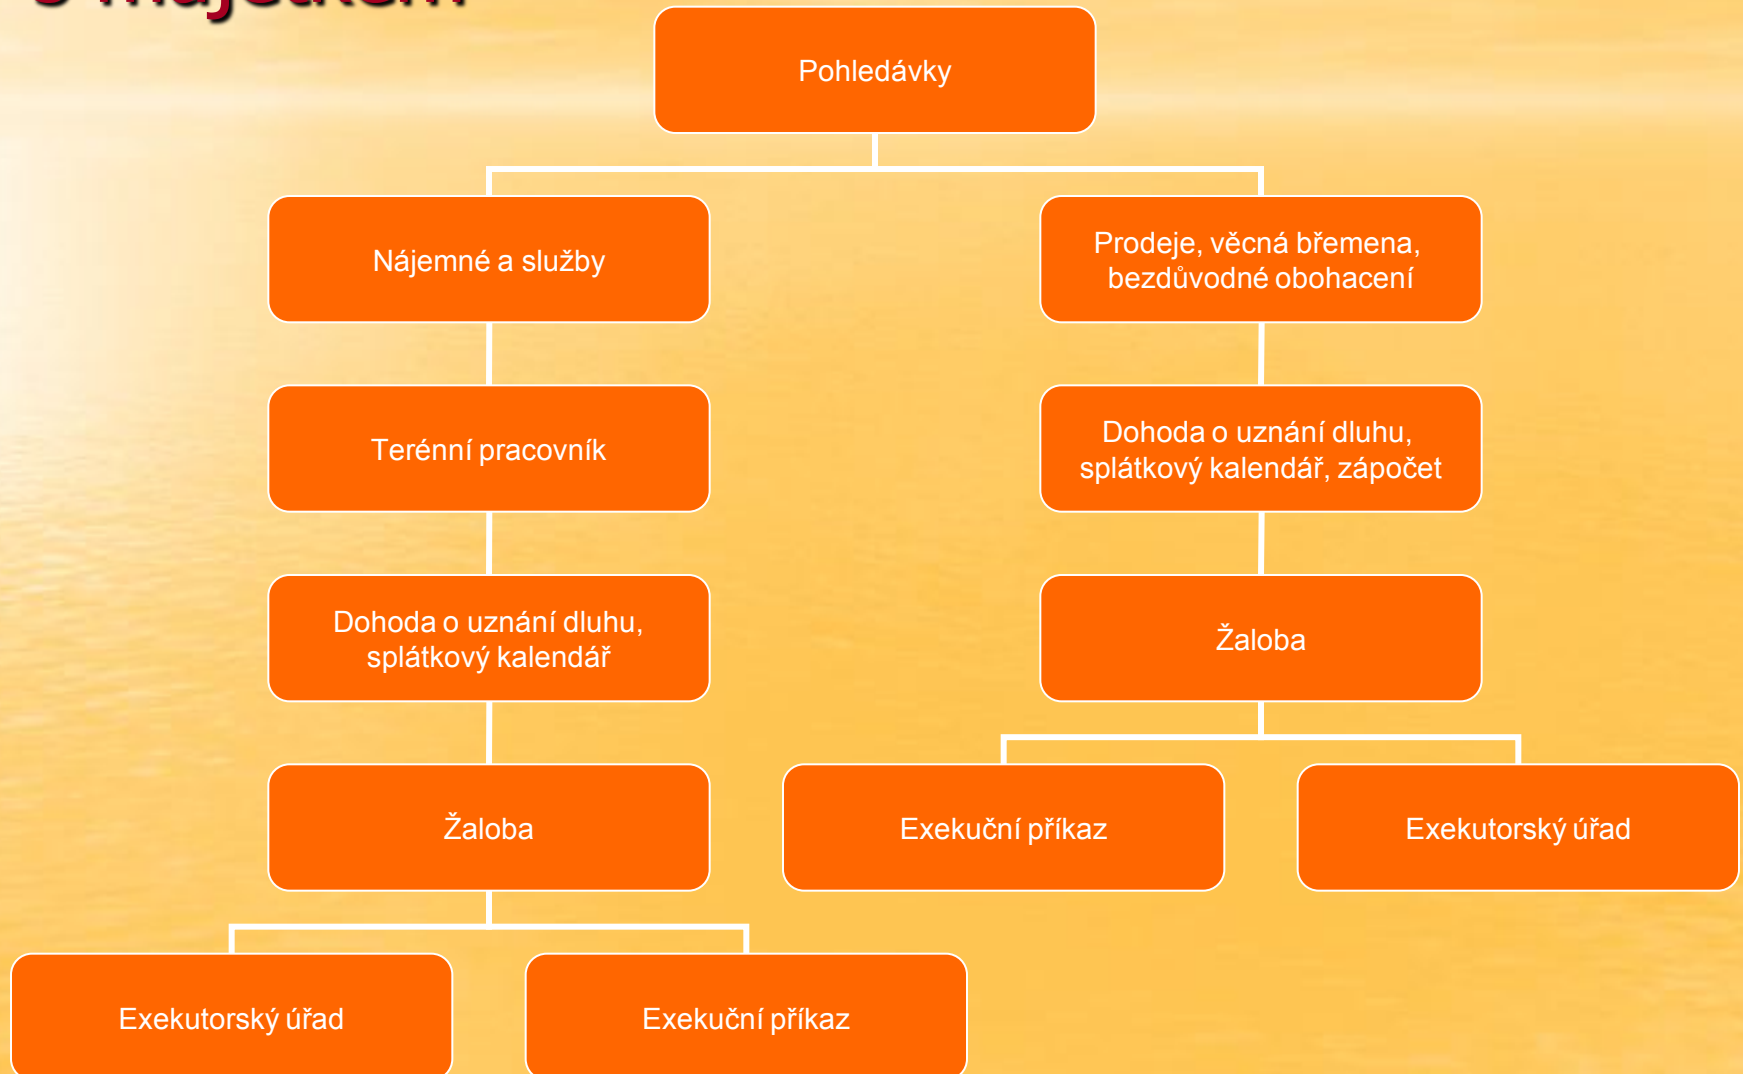 s majetkem
Pohledávky
Nájemné a služby
Prodeje, věcná břemena,
bezdůvodné obohacení
Terénní pracovník
Dohoda o uznání dluhu,
splátkový kalendář, zápočet
Dohoda o uznání dluhu,
splátkový kalendář
Žaloba
Žaloba
Exekuční příkaz
Exekutorský úřad
Exekutorský úřad
Exekuční příkaz